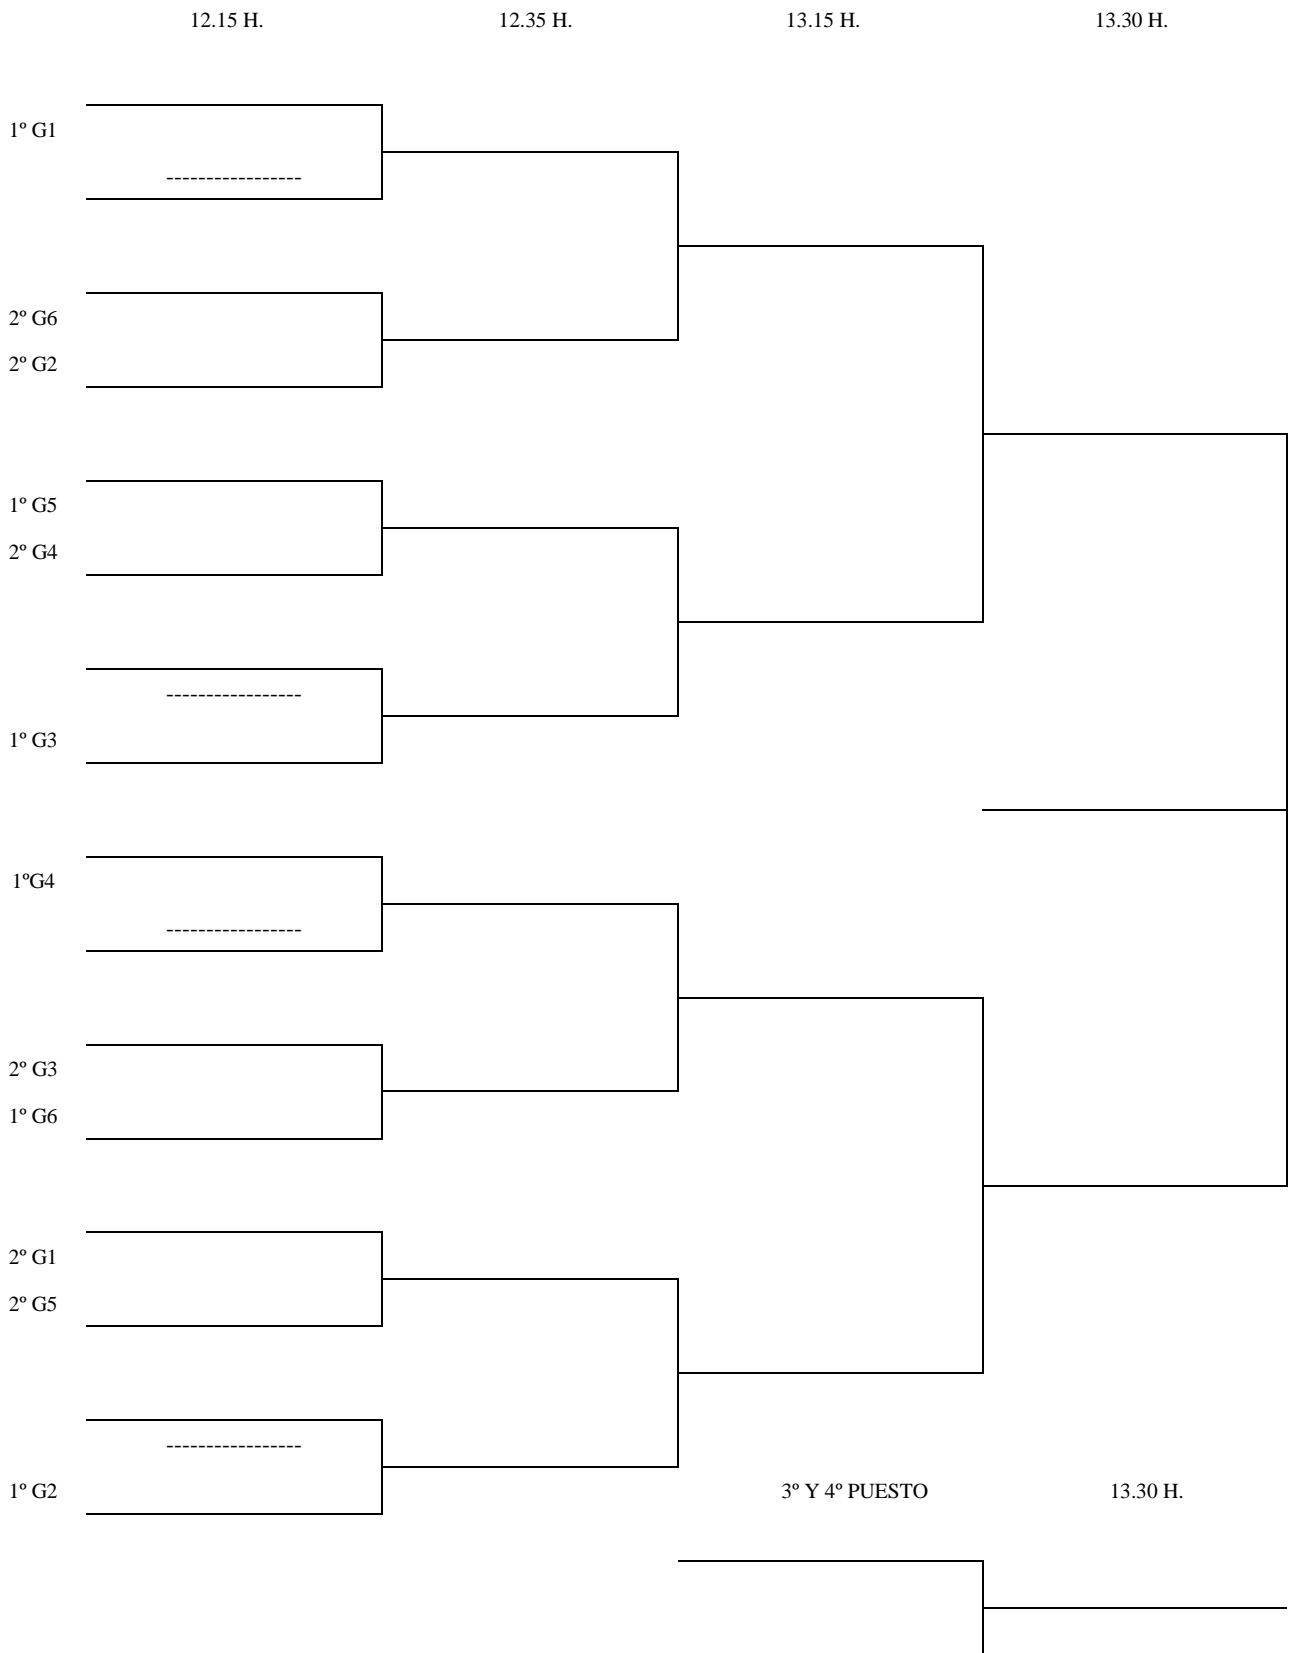 12.15 H. 12.35 H. 13.15 H. 13.30 H.
1º G1
-----------------
2º G6
2º G2
1º G5
2º G4
-----------------
1º G3
1ºG4
-----------------
2º G3
1º G6
2º G1
2º G5
-----------------
1º G2 3º Y 4º PUESTO 13.30 H.